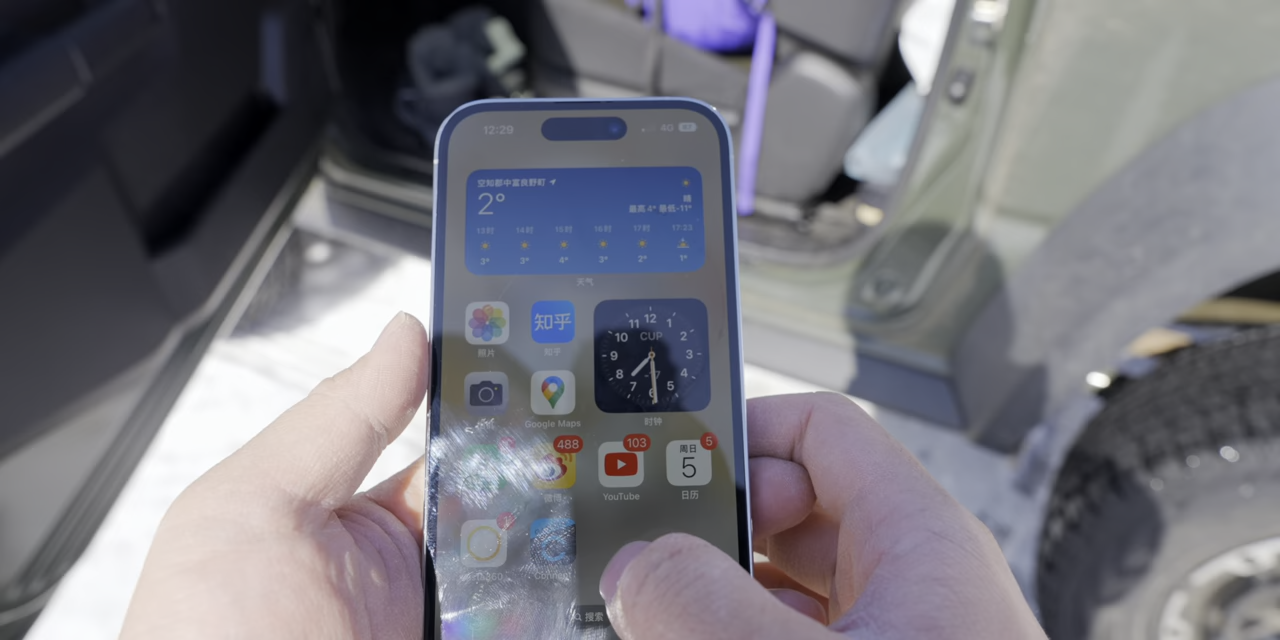 12:29
4G
空知郡中富良野町
2°
晴
最高 4° 最低-11°
13时 14时 15时 16时 17时 17:33
3° 3° 4° 3° 2° 1°
天气
知乎
11 12 1
10 CUP 2
9 3
8 4
7 6 5
照片 知乎
Google Maps 时钟
488 103 5
周日
5
微博 YouTube 日历
Connect
搜索